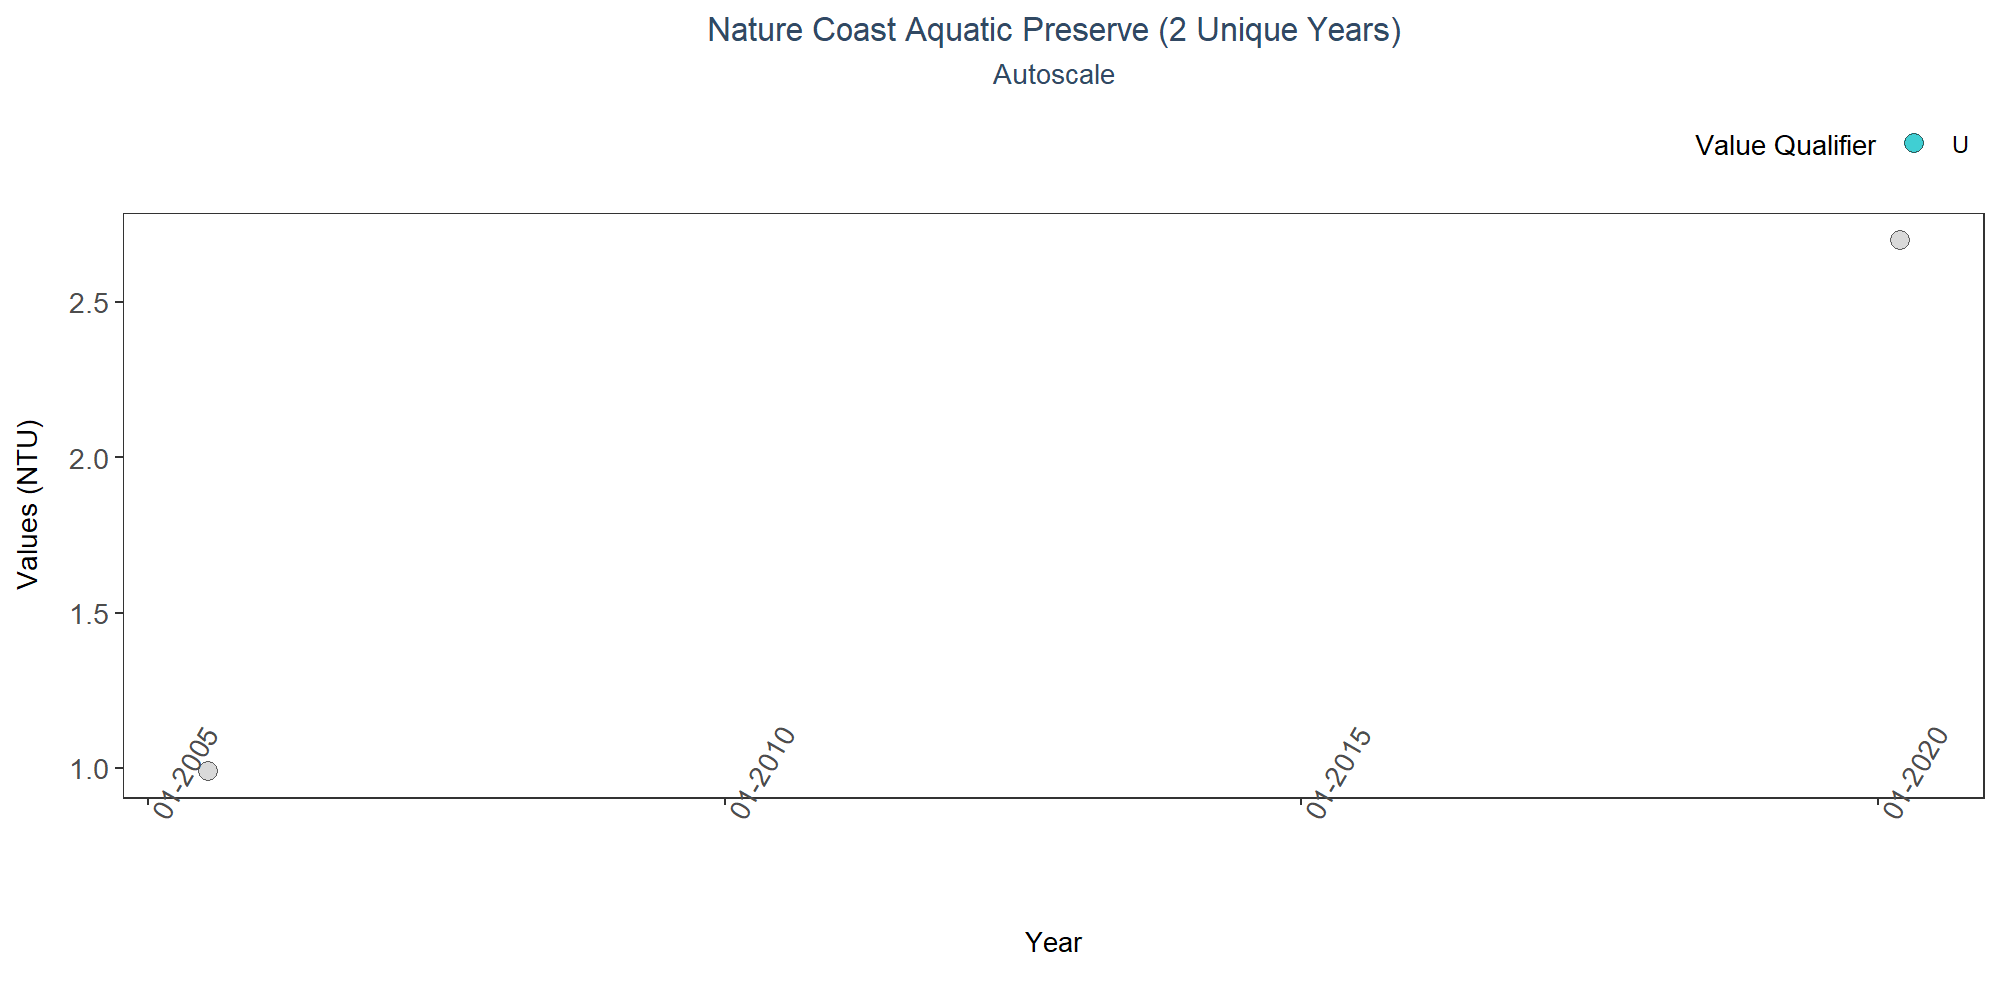 Nature Coast Aquatic Preserve (2 Unique Years)
Autoscale
Value Qualifier U
Values (NTU)
2.5
2.0
1.5
1.0
01-2005
01-2010
01-2015
01-2020
Year